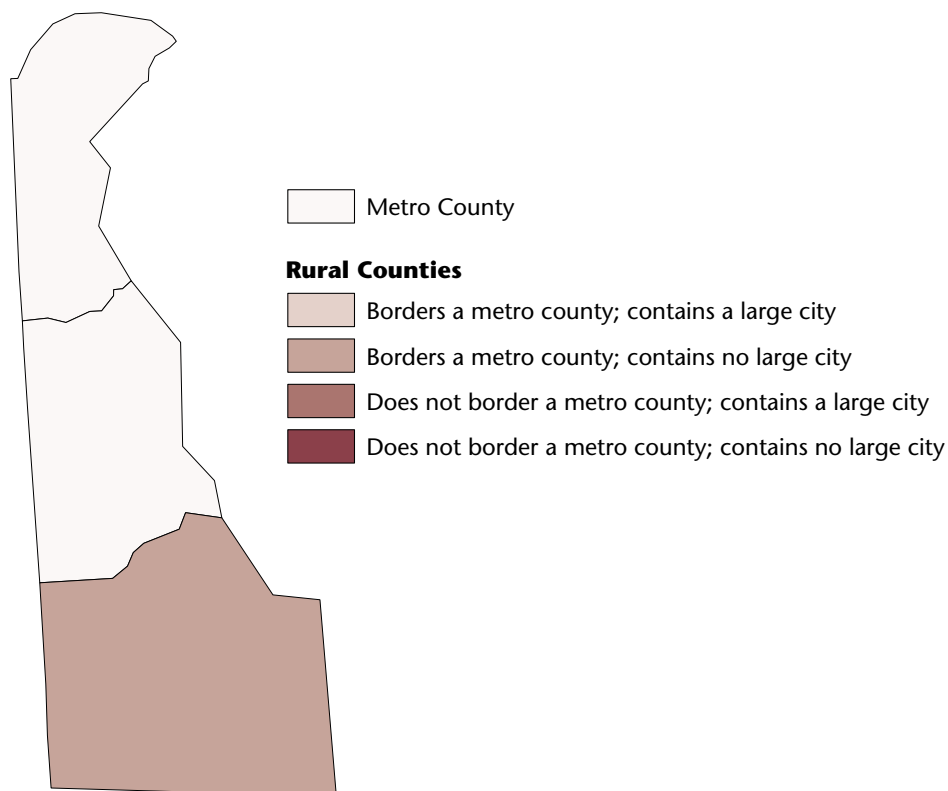 Metro County
Rural Counties
Borders a metro county; contains a large city
Borders a metro county; contains no large city
Does not border a metro county; contains a large city
Does not border a metro county; contains no large city